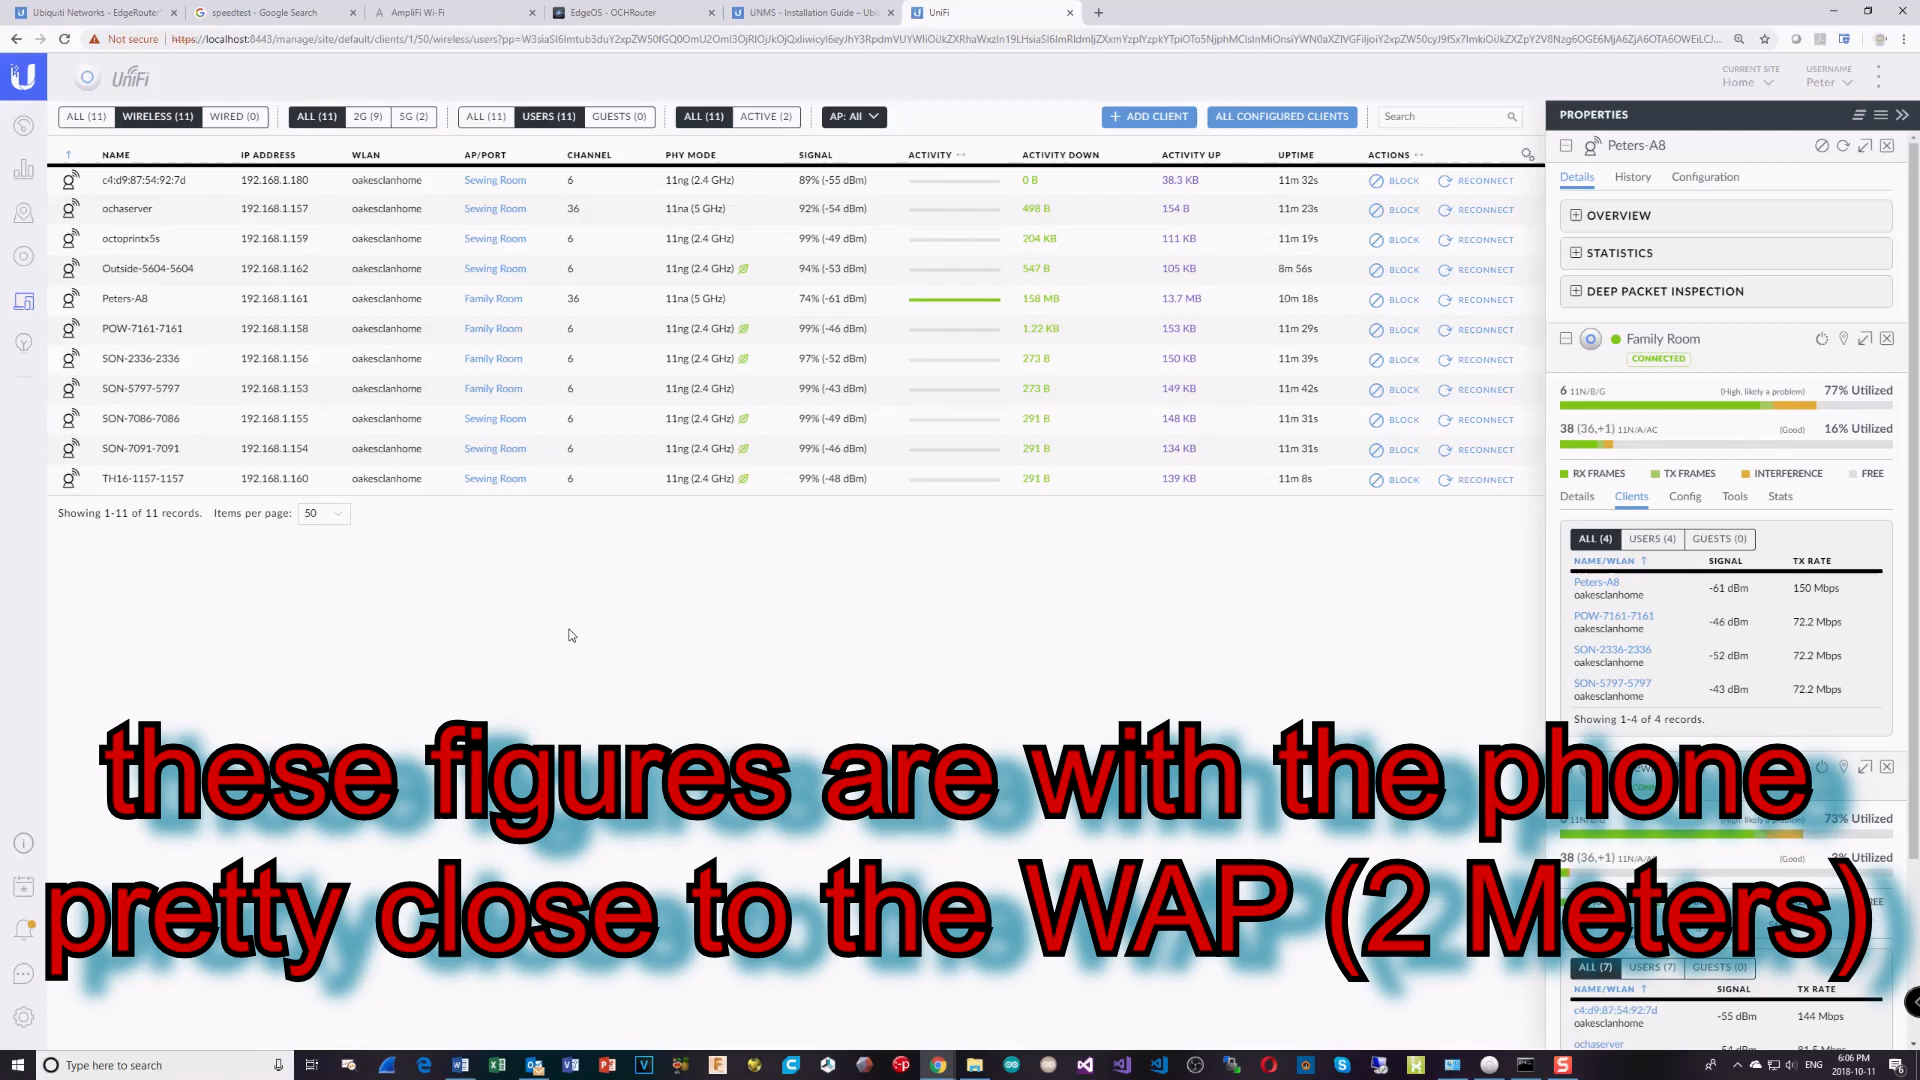 Ubiquiti Networks - EdgeRouter
speedtest - Google Search
AmpliFi Wi-Fi
EdgeOS - OCHRouter
UNMS - Installation Guide – Ubiq
UniFi
Not secure
UniFi
CURRENT SITE
Home
USERNAME
Peter
ALL (11) WIRELESS (11) WIRED (0) ALL (11) 2G (9) 5G (2) ALL (11) USERS (11) GUESTS (0) ALL (11) ACTIVE (2) AP: All
+ ADD CLIENT
ALL CONFIGURED CLIENTS
Search
NAME IP ADDRESS WLAN AP/PORT CHANNEL PHY MODE SIGNAL ACTIVITY ACTIVITY DOWN ACTIVITY UP UPTIME ACTIONS
c4:d9:87:54:92:7d 192.168.1.180 oakesclanhome Sewing Room 6 11ng (2.4 GHz) 89% (-55 dBm) 0 B 38.3 KB 11m 32s BLOCK RECONNECT
ochaserver 192.168.1.157 oakesclanhome Sewing Room 36 11na (5 GHz) 92% (-54 dBm) 498 B 154 B 11m 23s BLOCK RECONNECT
octoprintx5s 192.168.1.159 oakesclanhome Sewing Room 6 11ng (2.4 GHz) 99% (-49 dBm) 204 KB 111 KB 11m 19s BLOCK RECONNECT
Outside-5604-5604 192.168.1.162 oakesclanhome Sewing Room 6 11ng (2.4 GHz) 94% (-53 dBm) 547 B 105 KB 8m 56s BLOCK RECONNECT
Peters-A8 192.168.1.161 oakesclanhome Family Room 36 11na (5 GHz) 74% (-61 dBm) 158 MB 13.7 MB 10m 18s BLOCK RECONNECT
POW-7161-7161 192.168.1.158 oakesclanhome Family Room 6 11ng (2.4 GHz) 99% (-46 dBm) 1.22 KB 153 KB 11m 29s BLOCK RECONNECT
SON-2336-2336 192.168.1.156 oakesclanhome Family Room 6 11ng (2.4 GHz) 97% (-52 dBm) 273 B 150 KB 11m 39s BLOCK RECONNECT
SON-5797-5797 192.168.1.153 oakesclanhome Family Room 6 11ng (2.4 GHz) 99% (-43 dBm) 273 B 149 KB 11m 42s BLOCK RECONNECT
SON-7086-7086 192.168.1.155 oakesclanhome Sewing Room 6 11ng (2.4 GHz) 99% (-49 dBm) 291 B 148 KB 11m 31s BLOCK RECONNECT
SON-7091-7091 192.168.1.154 oakesclanhome Sewing Room 6 11ng (2.4 GHz) 99% (-46 dBm) 291 B 134 KB 11m 31s BLOCK RECONNECT
TH16-1157-1157 192.168.1.160 oakesclanhome Sewing Room 6 11ng (2.4 GHz) 99% (-48 dBm) 291 B 139 KB 11m 8s BLOCK RECONNECT
Showing 1-11 of 11 records. Items per page: 50
PROPERTIES
Peters-A8
Details History Configuration
OVERVIEW
STATISTICS
DEEP PACKET INSPECTION
Family Room
CONNECTED
6 11N/B/G (High, likely a problem) 77% Utilized
38 (36,+1) 11N/A/AC (Good) 16% Utilized
RX FRAMES TX FRAMES INTERFERENCE FREE
Details Clients Config Tools Stats
ALL (4) USERS (4) GUESTS (0)
NAME/WLAN SIGNAL TX RATE
Peters-A8
oakesclanhome -61 dBm 150 Mbps
POW-7161-7161
oakesclanhome -46 dBm 72.2 Mbps
SON-2336-2336
oakesclanhome -52 dBm 72.2 Mbps
SON-5797-5797
oakesclanhome -43 dBm 72.2 Mbps
Showing 1-4 of 4 records.
these figures are with the phone
pretty close to the WAP (2 Meters)
6 11N/B/G (High, likely a problem) 73% Utilized
38 (36,+1) 11N/A/AC (Good) Utilized
ALL (7) USERS (7) GUESTS (0)
NAME/WLAN SIGNAL TX RATE
c4:d9:87:54:92:7d
oakesclanhome -55 dBm 144 Mbps
ochaserver
Type here to search
ENG
6:06 PM
2018-10-11